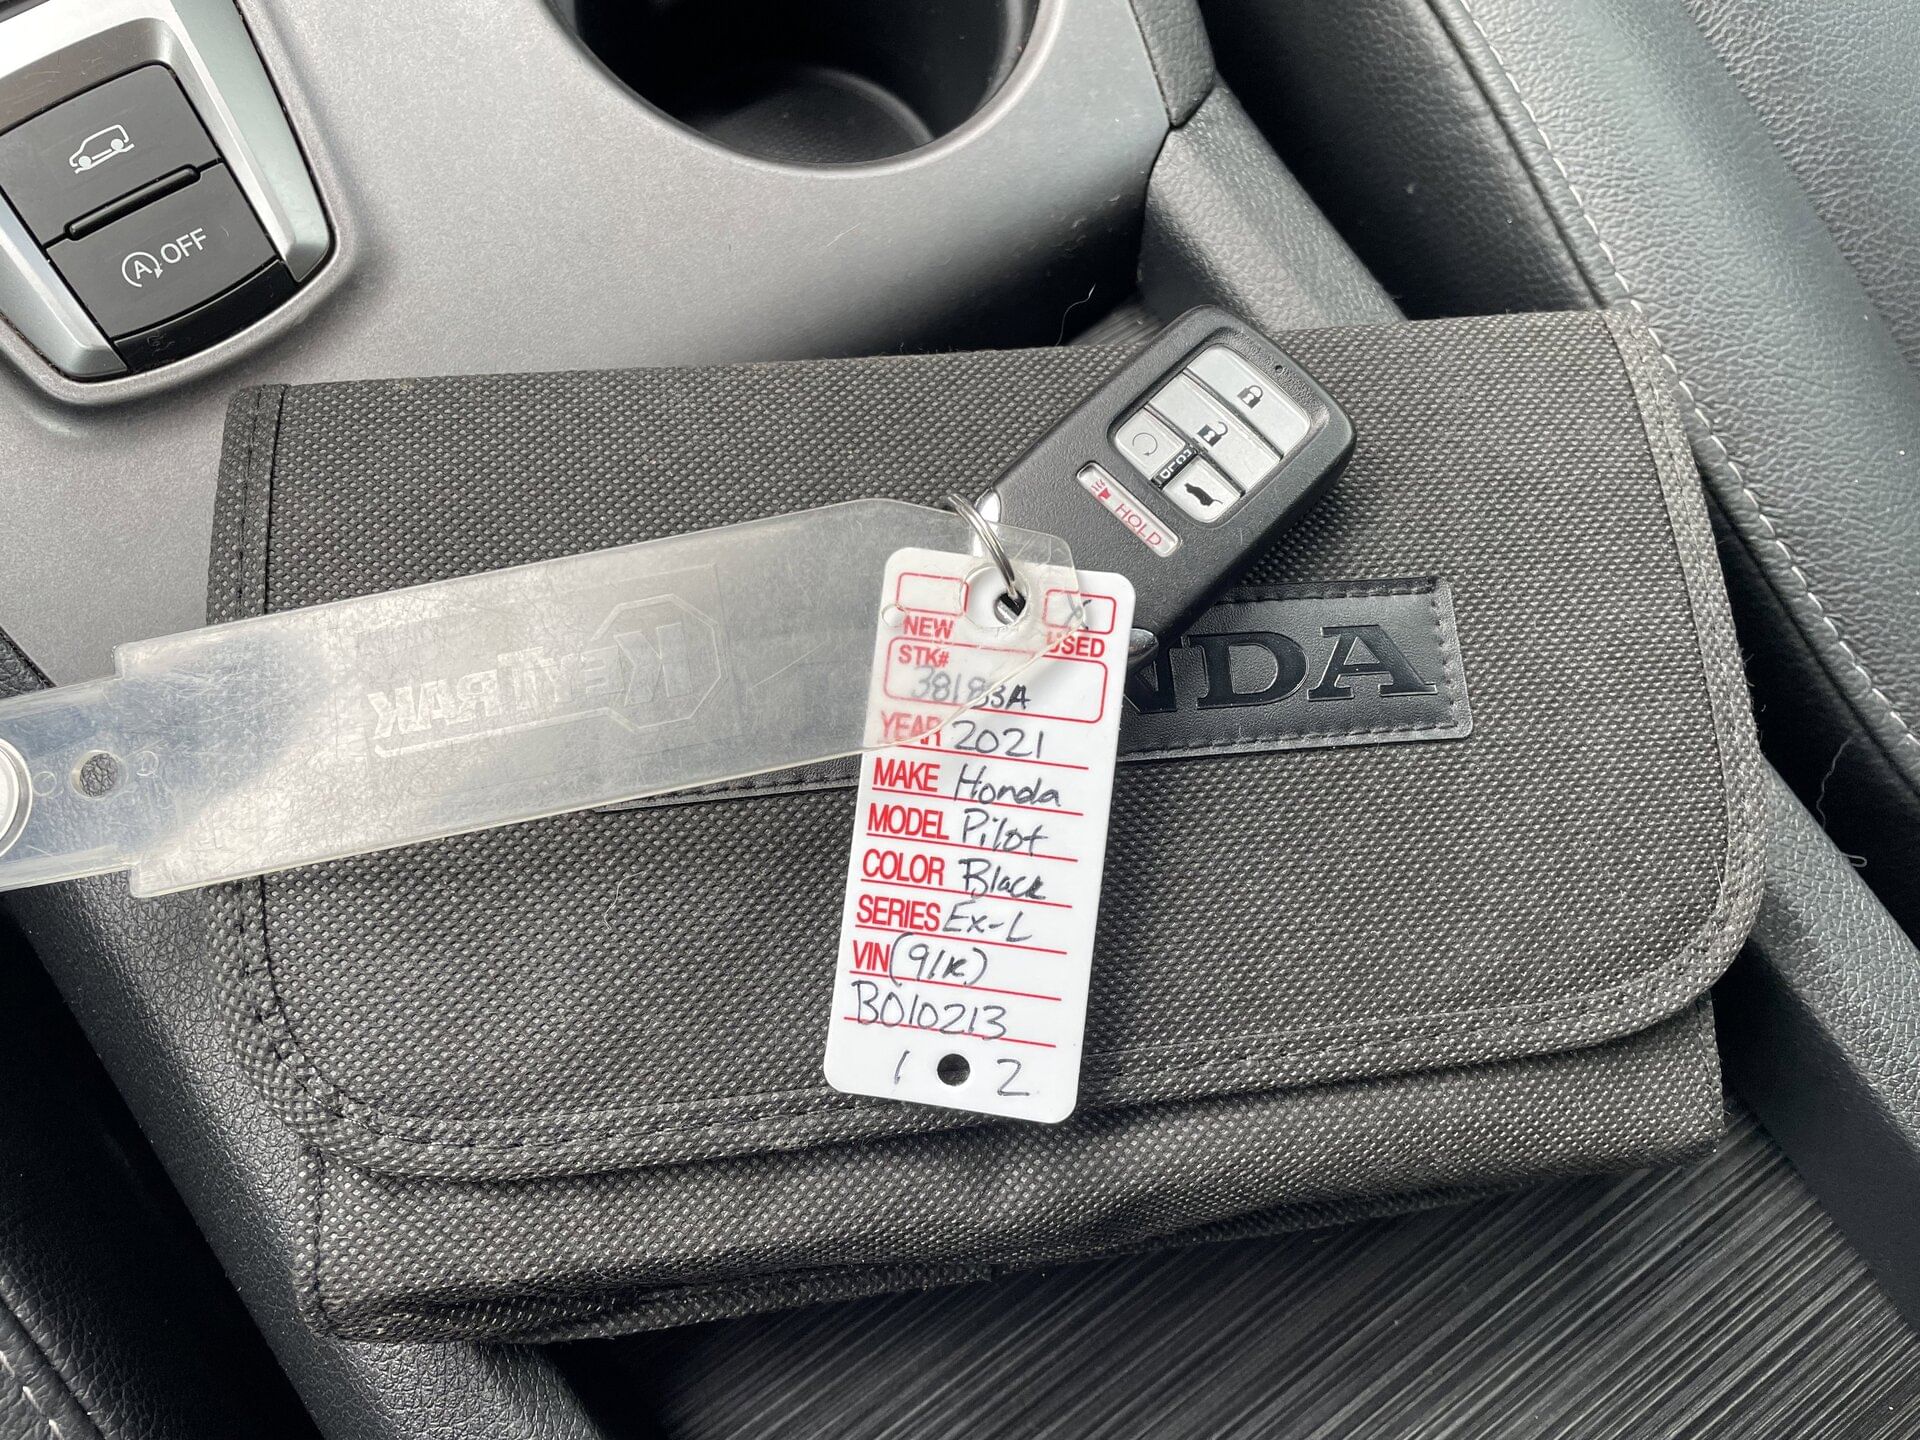 A OFF
HOLD
NDA
KEYTRAK
NEW USED
STK#
38183A
YEAR 2021
MAKE Honda
MODEL Pilot
COLOR Black
SERIES Ex-L
VIN (91K)
B010213
1 2